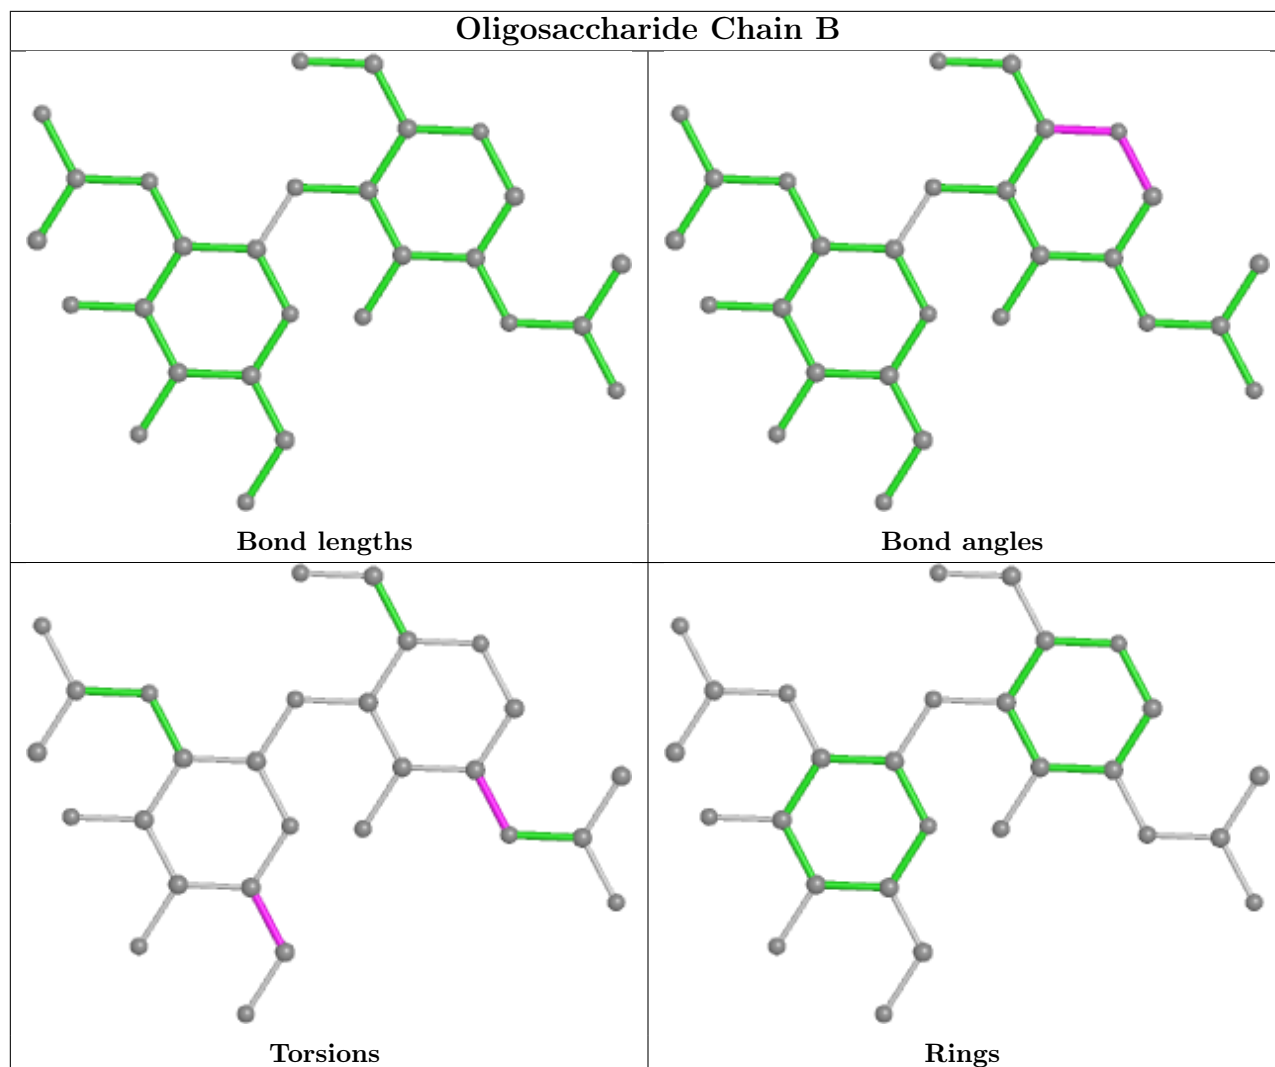 Oligosaccharide Chain B
Bond lengths
Bond angles
Torsions
Rings